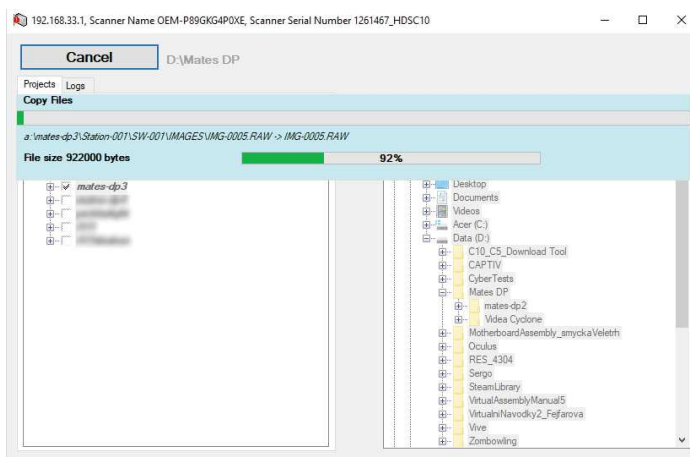 192.168.33.1, Scanner Name OEM-P89GKG4P0XE, Scanner Serial Number 1261467_HDSC10
Cancel D:\Mates DP
Projects Logs
Copy Files
a:\mates-dp3\Station-001\SW-001\IMAGES\IMG-0005.RAW -> IMG-0005.RAW
File size 922000 bytes 92%
mates-dp3
Desktop
Documents
Videos
Acer (C:)
Data (D:)
C10_C5_Download Tool
CAPTIV
CyberTests
Mates DP
mates-dp2
Videa Cyclone
MotherboardAssembly_smyckaVeletrh
Oculus
RES_4304
Sergo
SteamLibrary
VirtualAssemblyManual5
VirtualniNavodky2_Fejfarova
Vive
Zombowling